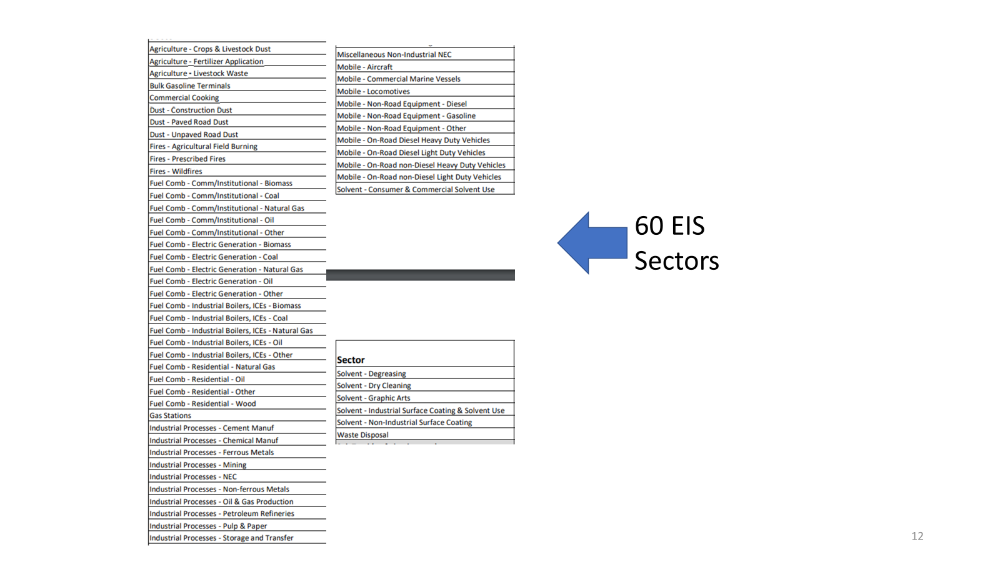 Agriculture - Crops & Livestock Dust
Agriculture - Fertilizer Application
Agriculture - Livestock Waste
Bulk Gasoline Terminals
Commercial Cooking
Dust - Construction Dust
Dust - Paved Road Dust
Dust - Unpaved Road Dust
Fires - Agricultural Field Burning
Fires - Prescribed Fires
Fires - Wildfires
Fuel Comb - Comm/Institutional - Biomass
Fuel Comb - Comm/Institutional - Coal
Fuel Comb - Comm/Institutional - Natural Gas
Fuel Comb - Comm/Institutional - Oil
Fuel Comb - Comm/Institutional - Other
Fuel Comb - Electric Generation - Biomass
Fuel Comb - Electric Generation - Coal
Fuel Comb - Electric Generation - Natural Gas
Fuel Comb - Electric Generation - Oil
Fuel Comb - Electric Generation - Other
Fuel Comb - Industrial Boilers, ICEs - Biomass
Fuel Comb - Industrial Boilers, ICEs - Coal
Fuel Comb - Industrial Boilers, ICEs - Natural Gas
Fuel Comb - Industrial Boilers, ICEs - Oil
Fuel Comb - Industrial Boilers, ICEs - Other
Fuel Comb - Residential - Natural Gas
Fuel Comb - Residential - Oil
Fuel Comb - Residential - Other
Fuel Comb - Residential - Wood
Gas Stations
Industrial Processes - Cement Manuf
Industrial Processes - Chemical Manuf
Industrial Processes - Ferrous Metals
Industrial Processes - Mining
Industrial Processes - NEC
Industrial Processes - Non-ferrous Metals
Industrial Processes - Oil & Gas Production
Industrial Processes - Petroleum Refineries
Industrial Processes - Pulp & Paper
Industrial Processes - Storage and Transfer
Miscellaneous Non-Industrial NEC
Mobile - Aircraft
Mobile - Commercial Marine Vessels
Mobile - Locomotives
Mobile - Non-Road Equipment - Diesel
Mobile - Non-Road Equipment - Gasoline
Mobile - Non-Road Equipment - Other
Mobile - On-Road Diesel Heavy Duty Vehicles
Mobile - On-Road Diesel Light Duty Vehicles
Mobile - On-Road non-Diesel Heavy Duty Vehicles
Mobile - On-Road non-Diesel Light Duty Vehicles
Solvent - Consumer & Commercial Solvent Use
Sector
Solvent - Degreasing
Solvent - Dry Cleaning
Solvent - Graphic Arts
Solvent - Industrial Surface Coating & Solvent Use
Solvent - Non-Industrial Surface Coating
Waste Disposal
60 EIS
Sectors
12